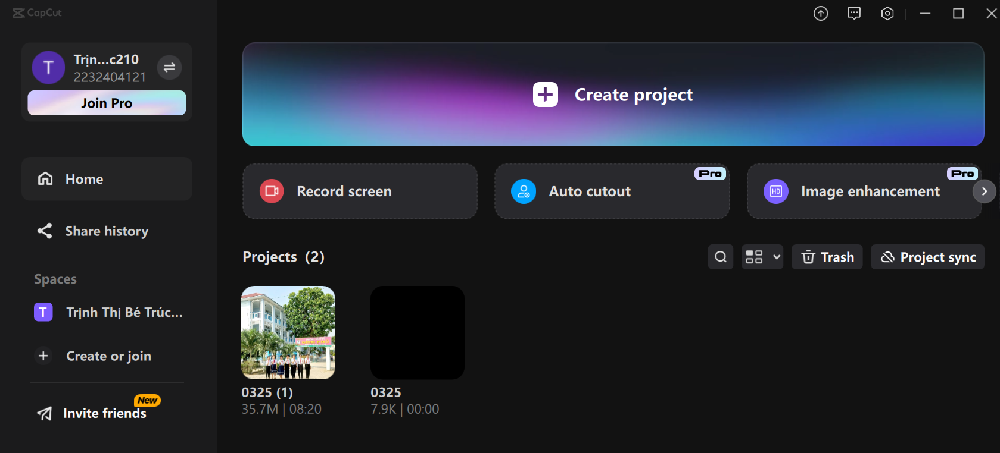 CapCut
T
Trịn...c210
2232404121
Join Pro
Home
Share history
Spaces
T
Trịnh Thị Bé Trúc...
Create or join
New
Invite friends
Create project
Record screen
Auto cutout
Pro
HD
Image enhancement
Pro
Projects (2)
Trash
Project sync
0325 (1)
35.7M | 08:20
0325
7.9K | 00:00